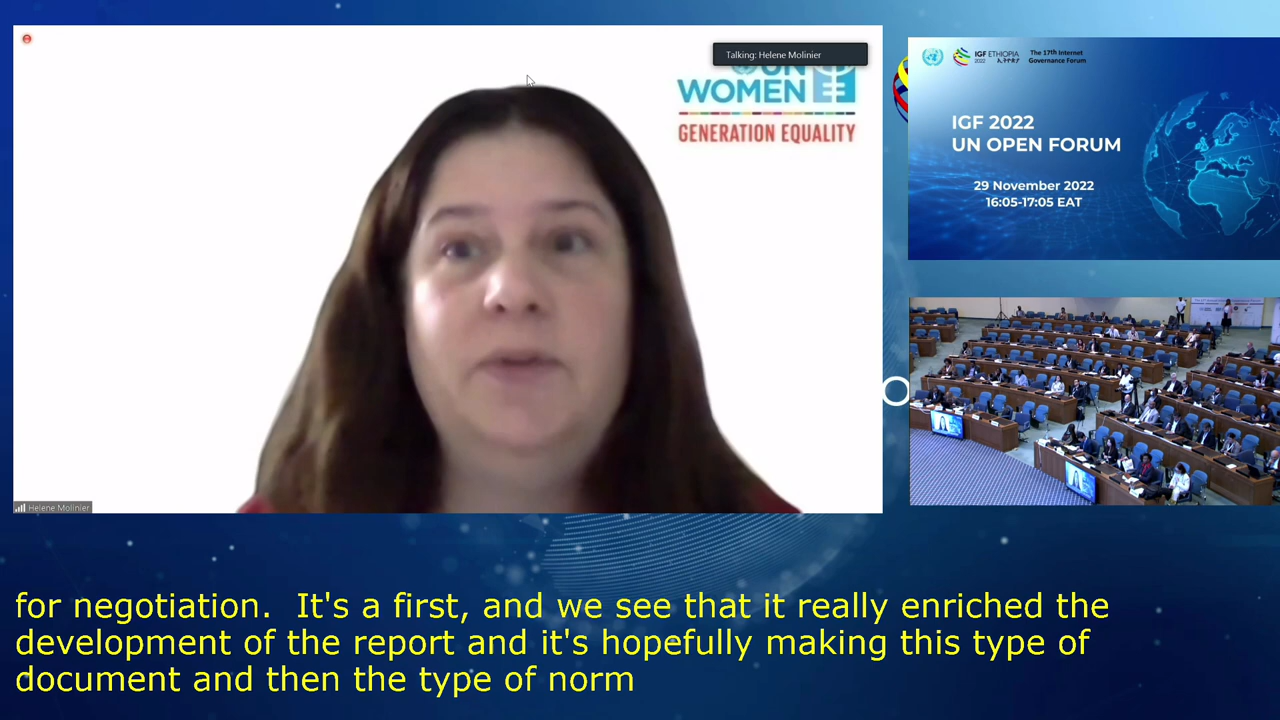 Talking: Helene Molinier
UN
WOMEN
GENERATION EQUALITY
Helene Molinier
IGF ETHIOPIA
2022 ኢትዮጵያ
The 17th Internet
Governance Forum
IGF 2022
UN OPEN FORUM
29 November 2022
16:05-17:05 EAT
O
for negotiation. It's a first, and we see that it really enriched the
development of the report and it's hopefully making this type of
document and then the type of norm